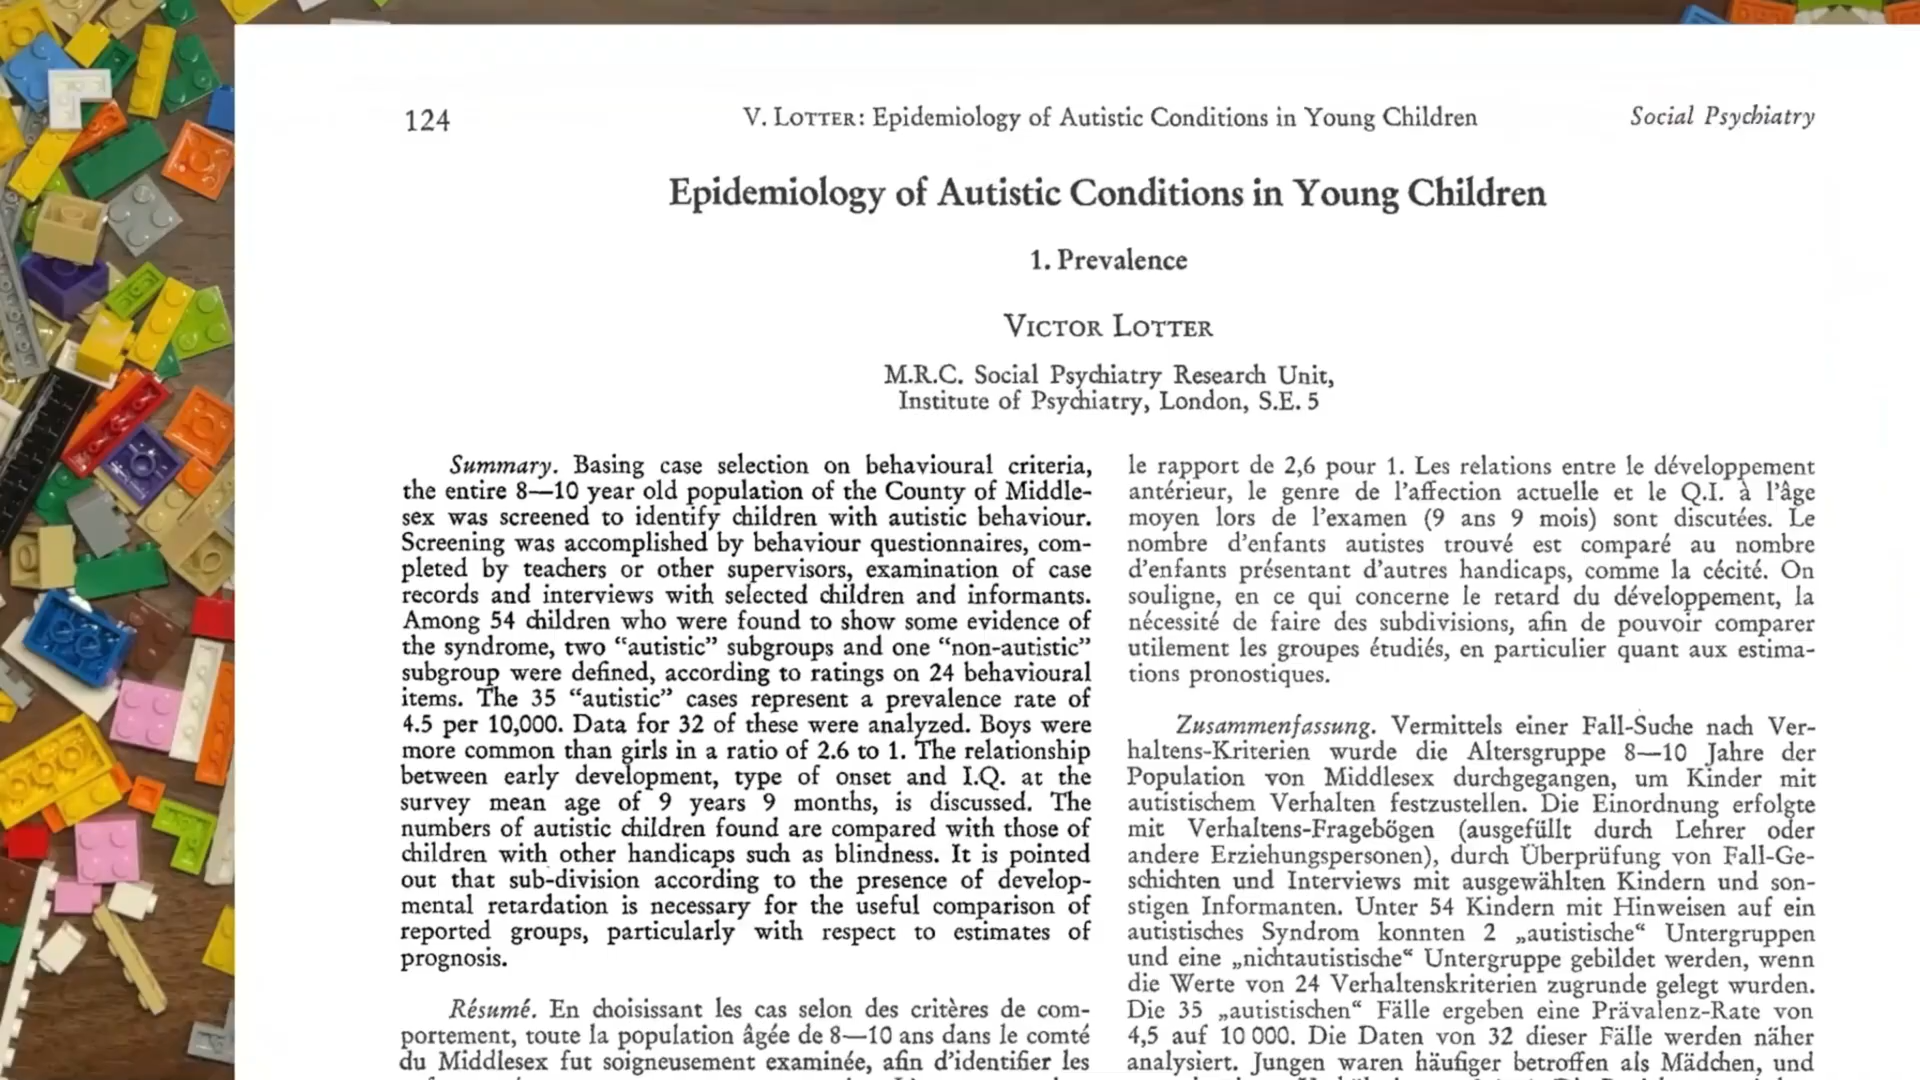 124
V. LOTTER: Epidemiology of Autistic Conditions in Young Children
Social Psychiatry
Epidemiology of Autistic Conditions in Young Children
1. Prevalence
VICTOR LOTTER
M.R.C. Social Psychiatry Research Unit,
Institute of Psychiatry, London, S.E. 5
Summary. Basing case selection on behavioural criteria,
the entire 8—10 year old population of the County of Middle-
sex was screened to identify children with autistic behaviour.
Screening was accomplished by behaviour questionnaires, com-
pleted by teachers or other supervisors, examination of case
records and interviews with selected children and informants.
Among 54 children who were found to show some evidence of
the syndrome, two “autistic” subgroups and one “non-autistic”
subgroup were defined, according to ratings on 24 behavioural
items. The 35 “autistic” cases represent a prevalence rate of
4.5 per 10,000. Data for 32 of these were analyzed. Boys were
more common than girls in a ratio of 2.6 to 1. The relationship
between early development, type of onset and I.Q. at the
survey mean age of 9 years 9 months, is discussed. The
numbers of autistic children found are compared with those of
children with other handicaps such as blindness. It is pointed
out that sub-division according to the presence of develop-
mental retardation is necessary for the useful comparison of
reported groups, particularly with respect to estimates of
prognosis.
Résumé. En choisissant les cas selon des critères de com-
portement, toute la population âgée de 8—10 ans dans le comté
du Middlesex fut soigneusement examinée, afin d'identifier les
le rapport de 2,6 pour 1. Les relations entre le développement
antérieur, le genre de l'affection actuelle et le Q.I. à l'âge
moyen lors de l'examen (9 ans 9 mois) sont discutées. Le
nombre d'enfants autistes trouvé est comparé au nombre
d'enfants présentant d'autres handicaps, comme la cécité. On
souligne, en ce qui concerne le retard du développement, la
nécessité de faire des subdivisions, afin de pouvoir comparer
utilement les groupes étudiés, en particulier quant aux estima-
tions pronostiques.
Zusammenfassung. Vermittels einer Fall-Suche nach Ver-
haltens-Kriterien wurde die Altersgruppe 8—10 Jahre der
Population von Middlesex durchgegangen, um Kinder mit
autistischem Verhalten festzustellen. Die Einordnung erfolgte
mit Verhaltens-Fragebögen (ausgefüllt durch Lehrer oder
andere Erziehungspersonen), durch Überprüfung von Fall-Ge-
schichten und Interviews mit ausgewählten Kindern und son-
stigen Informanten. Unter 54 Kindern mit Hinweisen auf ein
autistisches Syndrom konnten 2 „autistische“ Untergruppen
und eine „nichtautistische“ Untergruppe gebildet werden, wenn
die Werte von 24 Verhaltenskriterien zugrunde gelegt wurden.
Die 35 „autistischen“ Fälle ergeben eine Prävalenz-Rate von
4,5 auf 10 000. Die Daten von 32 dieser Fälle werden näher
analysiert. Jungen waren häufiger betroffen als Mädchen, und